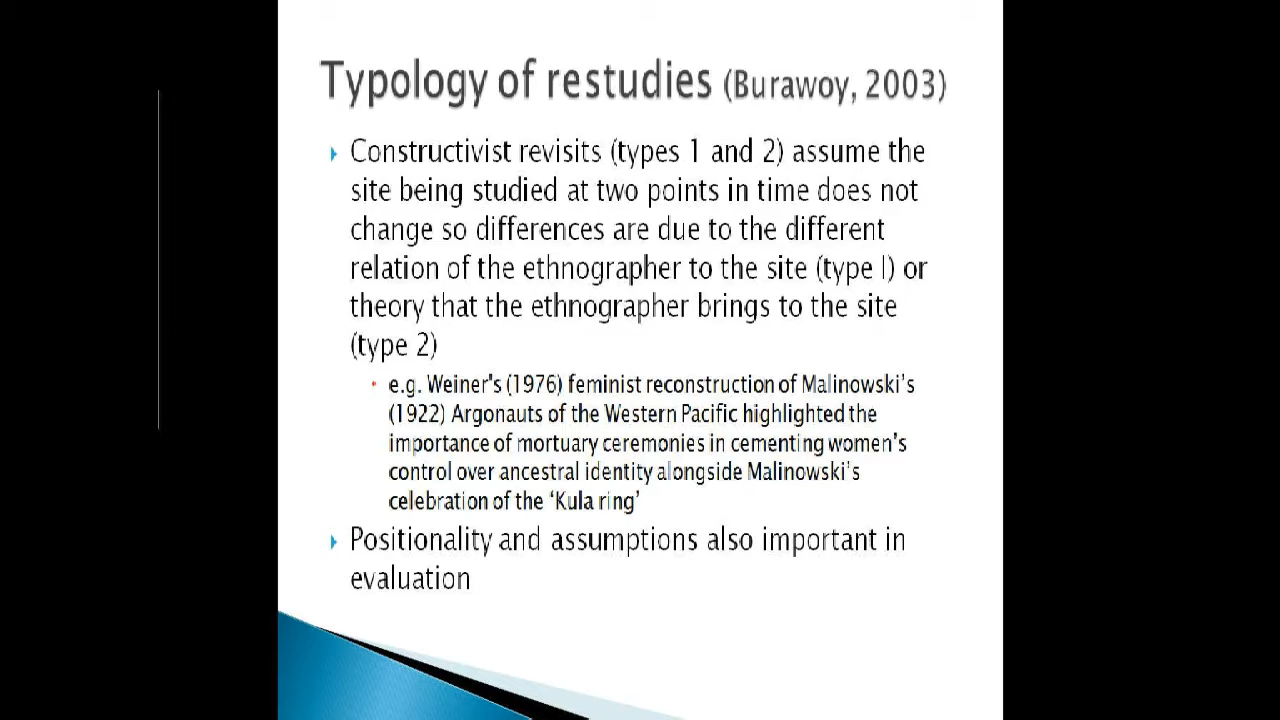 Typology of restudies (Burawoy, 2003)
Constructivist revisits (types 1 and 2) assume the
site being studied at two points in time does not
change so differences are due to the different
relation of the ethnographer to the site (type I) or
theory that the ethnographer brings to the site
(type 2)
e.g. Weiner's (1976) feminist reconstruction of Malinowski's
(1922) Argonauts of the Western Pacific highlighted the
importance of mortuary ceremonies in cementing women's
control over ancestral identity alongside Malinowski's
celebration of the ‘Kula ring’
Positionality and assumptions also important in
evaluation